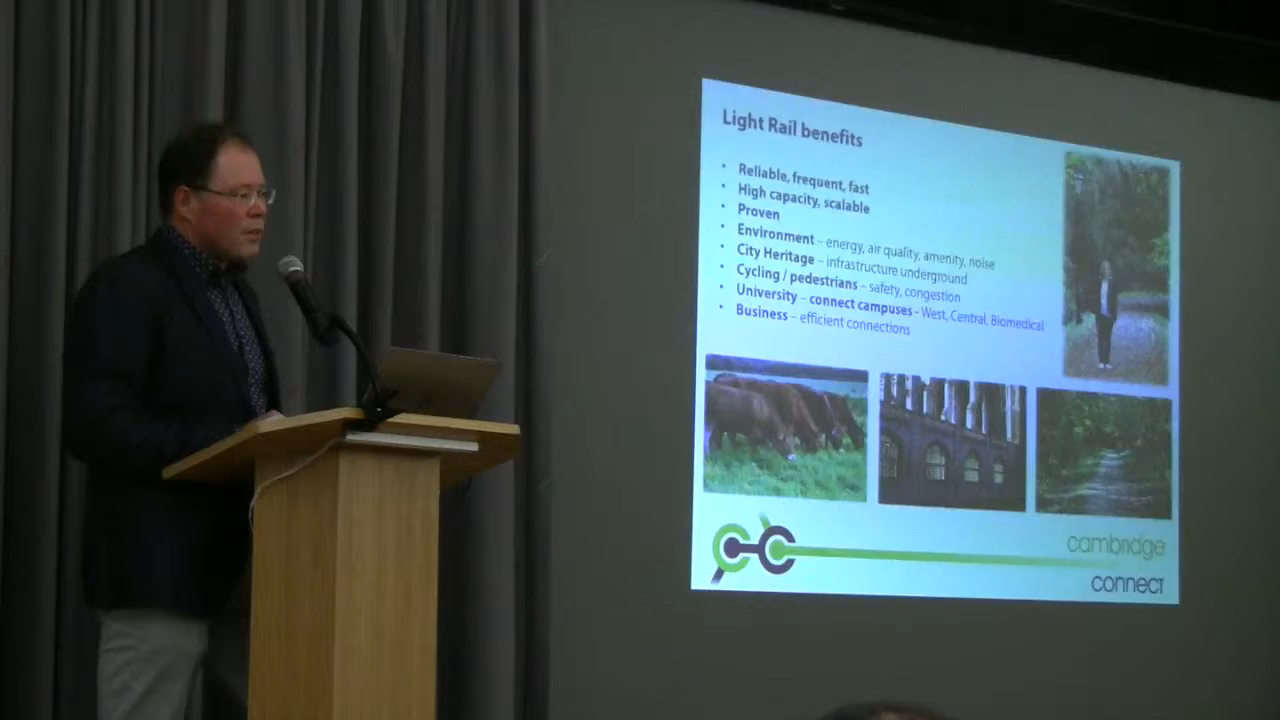 Light Rail benefits
• Reliable, frequent, fast
• High capacity, scalable
• Proven
• Environment – energy, air quality, amenity, noise
• City Heritage – infrastructure underground
• Cycling / pedestrians – safety, congestion
• University – connect campuses - West, Central, Biomedical
• Business – efficient connections
cambridge
connect